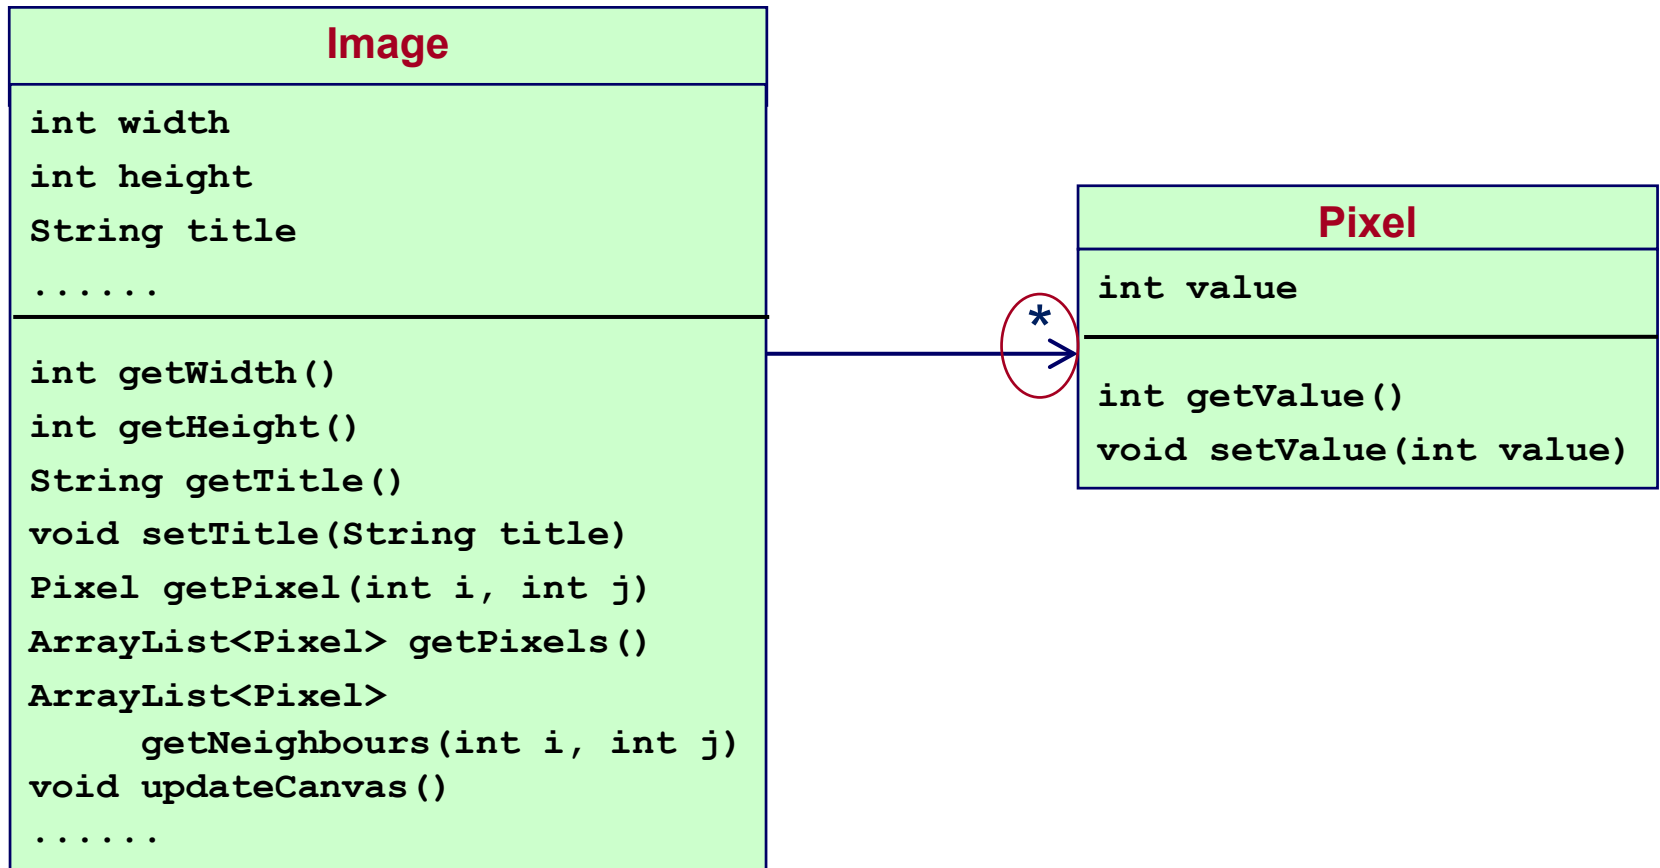 Image
int width
int height
String title
......
int getWidth()
int getHeight()
String getTitle()
void setTitle(String title)
Pixel getPixel(int i, int j)
ArrayList<Pixel> getPixels()
ArrayList<Pixel>
getNeighbours(int i, int j)
void updateCanvas()
......
*
Pixel
int value
int getValue()
void setValue(int value)